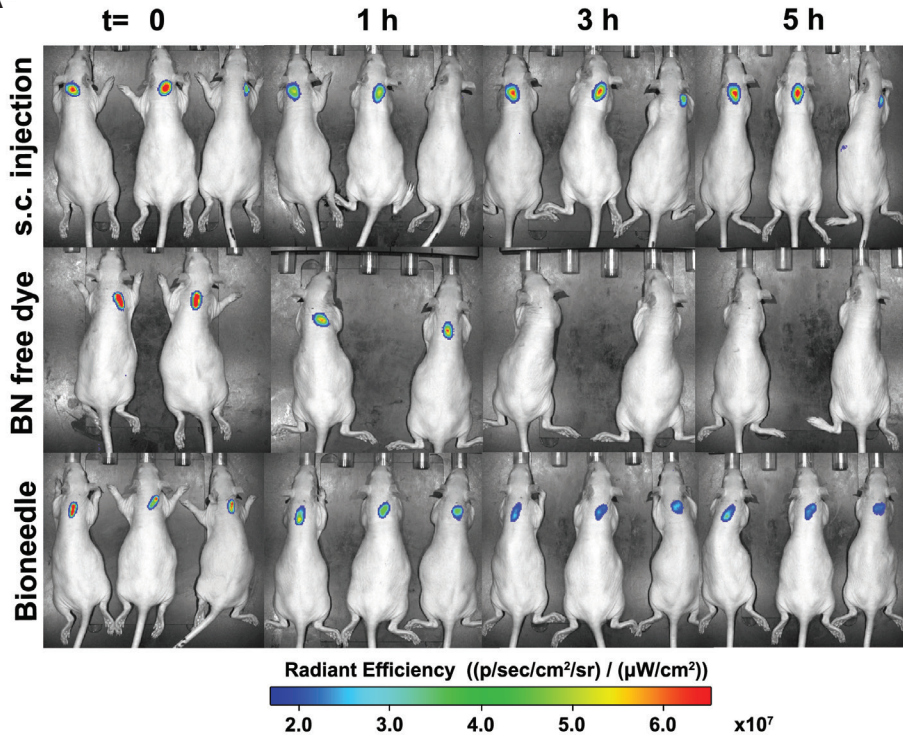 t= 0 1 h 3 h 5 h
s.c. injection
BN free dye
Bioneedle
Radiant Efficiency ((p/sec/cm²/sr) / (µW/cm²))
2.0 3.0 4.0 5.0 6.0 x10⁷